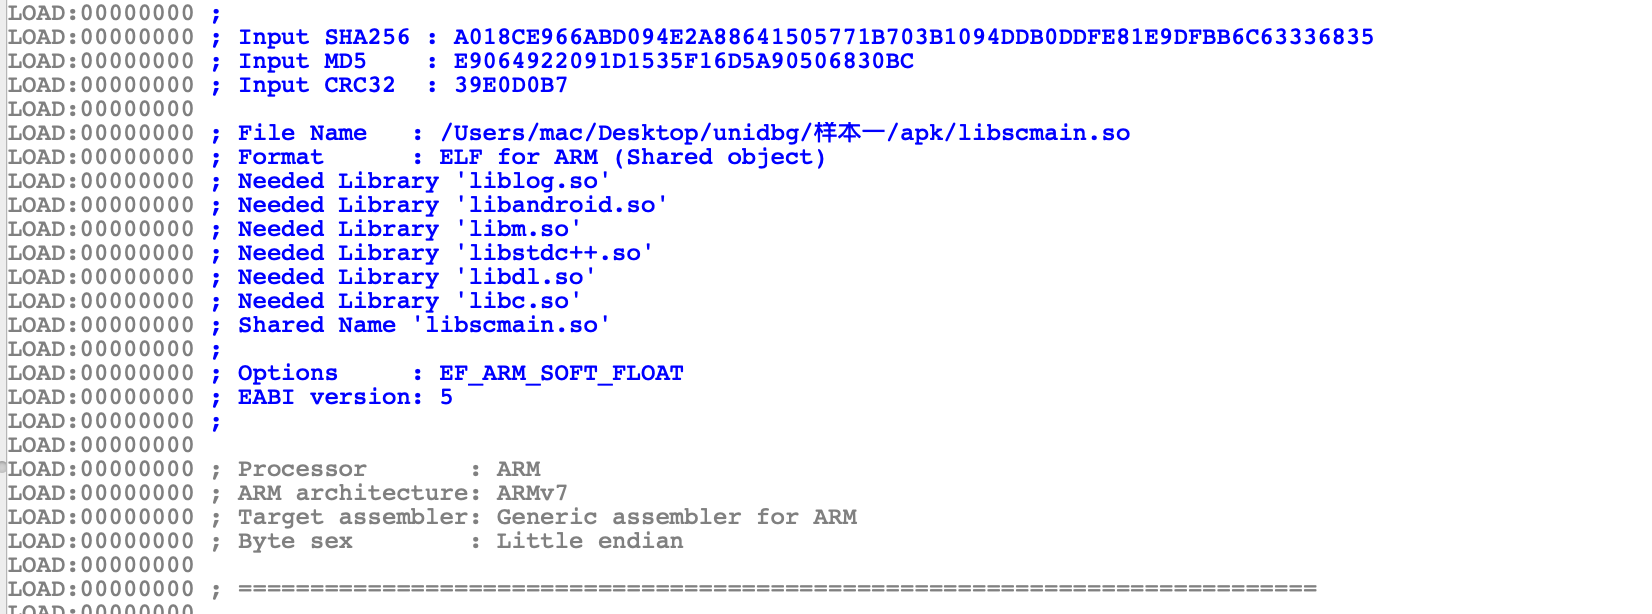 LOAD:00000000 ;
LOAD:00000000 ; Input SHA256 : A018CE966ABD094E2A88641505771B703B1094DDB0DDFE81E9DFBB6C63336835
LOAD:00000000 ; Input MD5    : E9064922091D1535F16D5A90506830BC
LOAD:00000000 ; Input CRC32  : 39E0D0B7
LOAD:00000000
LOAD:00000000 ; File Name   : /Users/mac/Desktop/unidbg/样本一/apk/libscmain.so
LOAD:00000000 ; Format      : ELF for ARM (Shared object)
LOAD:00000000 ; Needed Library 'liblog.so'
LOAD:00000000 ; Needed Library 'libandroid.so'
LOAD:00000000 ; Needed Library 'libm.so'
LOAD:00000000 ; Needed Library 'libstdc++.so'
LOAD:00000000 ; Needed Library 'libdl.so'
LOAD:00000000 ; Needed Library 'libc.so'
LOAD:00000000 ; Shared Name 'libscmain.so'
LOAD:00000000 ;
LOAD:00000000 ; Options     : EF_ARM_SOFT_FLOAT
LOAD:00000000 ; EABI version: 5
LOAD:00000000 ;
LOAD:00000000
LOAD:00000000 ; Processor       : ARM
LOAD:00000000 ; ARM architecture: ARMv7
LOAD:00000000 ; Target assembler: Generic assembler for ARM
LOAD:00000000 ; Byte sex        : Little endian
LOAD:00000000
LOAD:00000000 ; ===========================================================================
LOAD:00000000